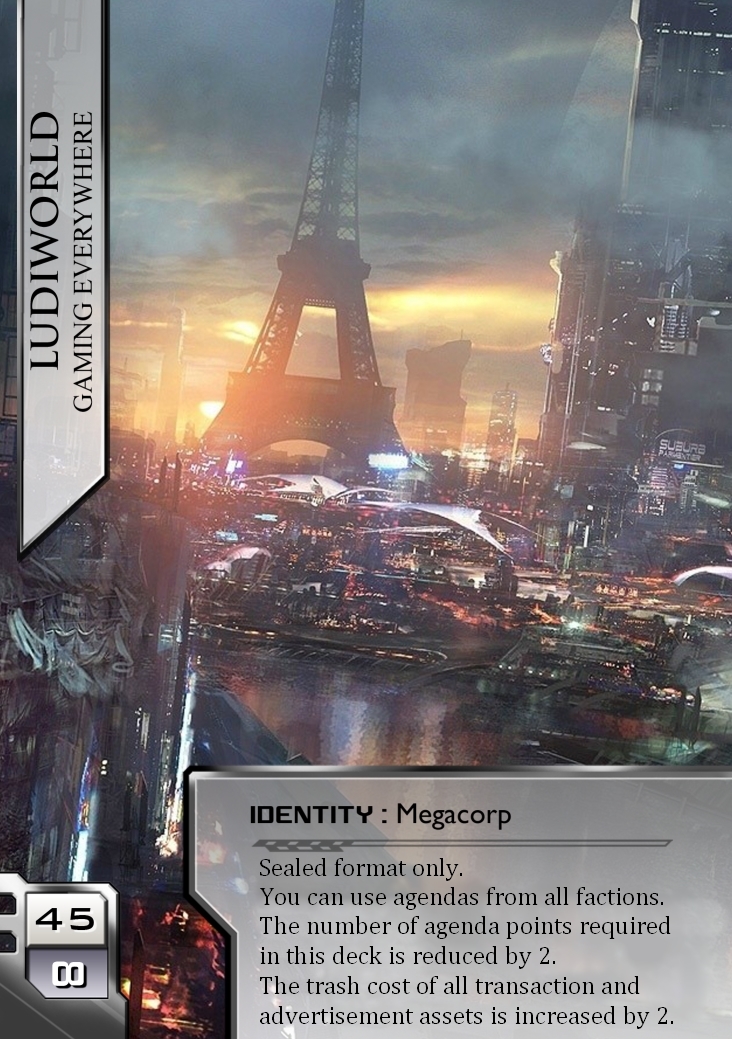 LUDIWORLD
GAMING EVERYWHERE
SUBURB
PARMENTIER
IDENTITY : Megacorp
Sealed format only.
You can use agendas from all factions.
The number of agenda points required
in this deck is reduced by 2.
The trash cost of all transaction and
advertisement assets is increased by 2.
45
∞